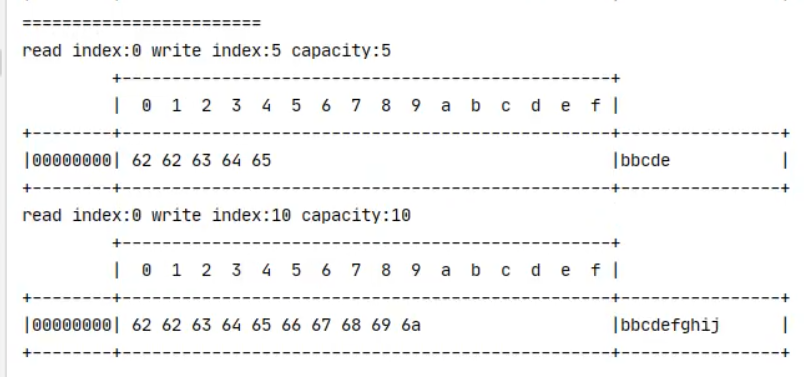 ========================
read index:0 write index:5 capacity:5
         +-------------------------------------------------+
         |  0  1  2  3  4  5  6  7  8  9  a  b  c  d  e  f |
+--------+-------------------------------------------------+----------------+
|00000000| 62 62 63 64 65                                  |bbcde           |
+--------+-------------------------------------------------+----------------+
read index:0 write index:10 capacity:10
         +-------------------------------------------------+
         |  0  1  2  3  4  5  6  7  8  9  a  b  c  d  e  f |
+--------+-------------------------------------------------+----------------+
|00000000| 62 62 63 64 65 66 67 68 69 6a                   |bbcdefghij      |
+--------+-------------------------------------------------+----------------+